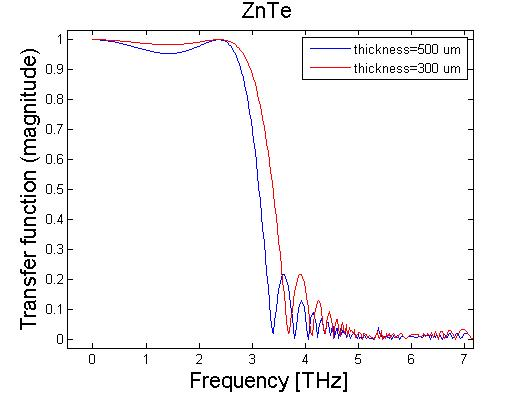 ZnTe
thickness=500 um
thickness=300 um
Transfer function (magnitude)
1
0.9
0.8
0.7
0.6
0.5
0.4
0.3
0.2
0.1
0
0 1 2 3 4 5 6 7
Frequency [THz]